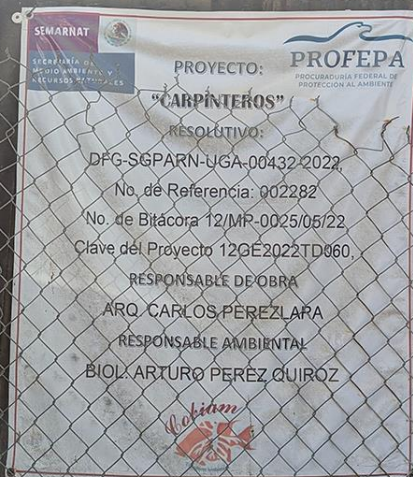 SEMARNAT
SECRETARÍA DE
MEDIO AMBIENTE Y
RECURSOS NATURALES
PROFEPA
PROCURADURÍA FEDERAL DE
PROTECCIÓN AL AMBIENTE
PROYECTO:
"CARPINTEROS"
RESOLUTIVO:
DFG-SGPARN-UGA-00432-2022,
No. de Referencia: 002282
No. de Bitácora 12/MP-0025/05/22
Clave del Proyecto 12GE2022TD060,
RESPONSABLE DE OBRA
ARQ. CARLOS PEREZLARA
RESPONSABLE AMBIENTAL
BIOL. ARTURO PEREZ QUIROZ
Cobiam